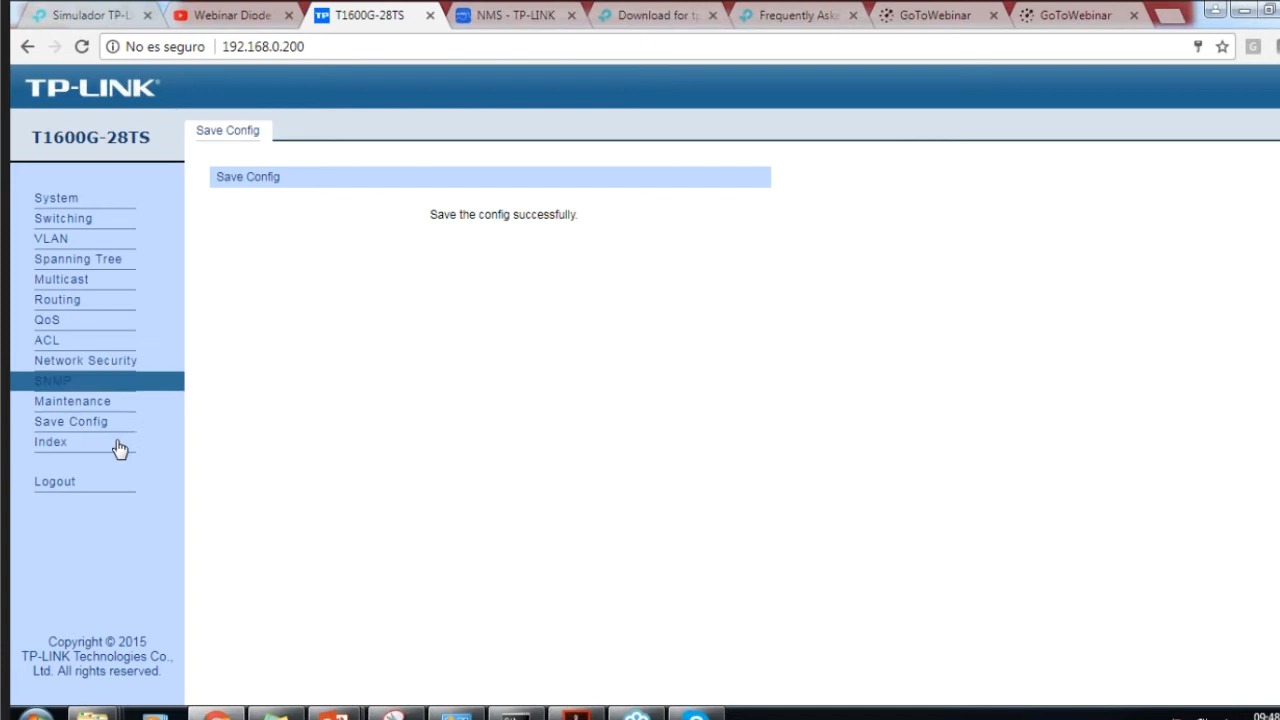 Simulador TP-L
Webinar Diode
T1600G-28TS
NMS - TP-LINK
Download for t
Frequently Aske
GoToWebinar
GoToWebinar
No es seguro
192.168.0.200
TP-LINK
T1600G-28TS
Save Config
Save Config
Save the config successfully.
System
Switching
VLAN
Spanning Tree
Multicast
Routing
QoS
ACL
Network Security
SNMP
Maintenance
Save Config
Index
Logout
Copyright © 2015
TP-LINK Technologies Co.,
Ltd. All rights reserved.